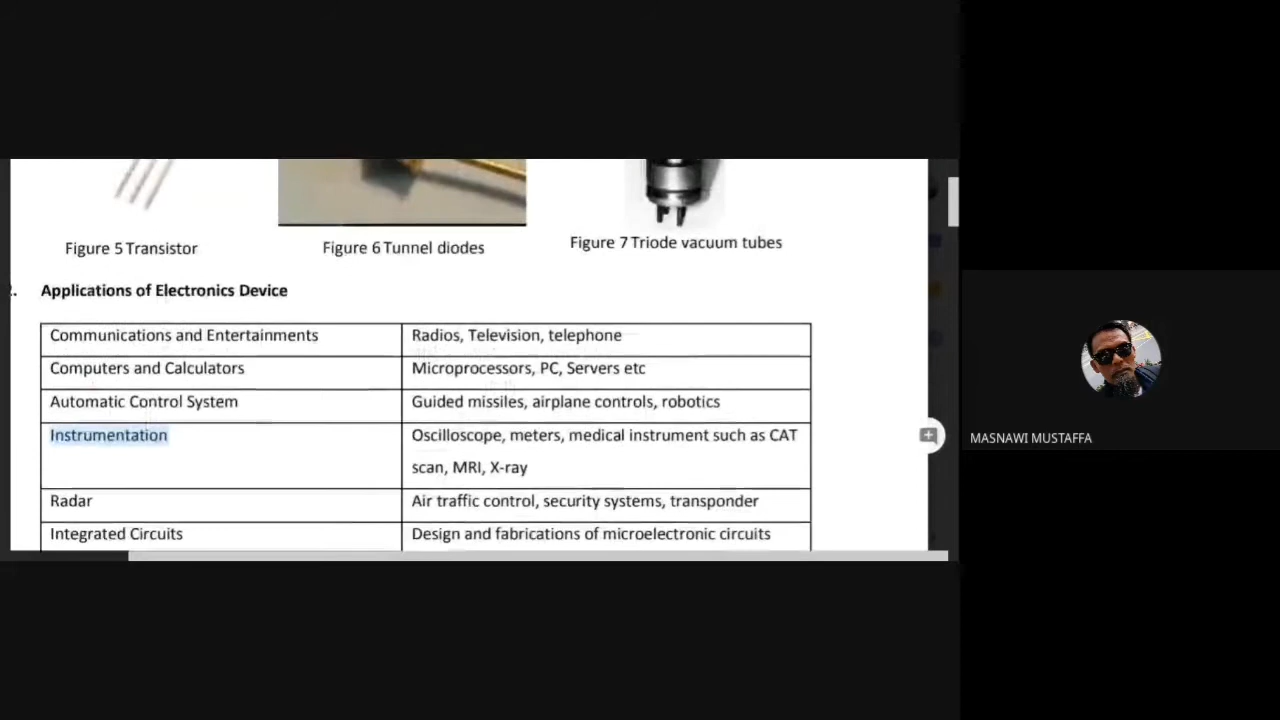 Figure 5 Transistor
Figure 6 Tunnel diodes
Figure 7 Triode vacuum tubes
Applications of Electronics Device
Communications and Entertainments
Radios, Television, telephone
Computers and Calculators
Microprocessors, PC, Servers etc
Automatic Control System
Guided missiles, airplane controls, robotics
Instrumentation
Oscilloscope, meters, medical instrument such as CAT
scan, MRI, X-ray
Radar
Air traffic control, security systems, transponder
Integrated Circuits
Design and fabrications of microelectronic circuits
MASNAWI MUSTAFFA